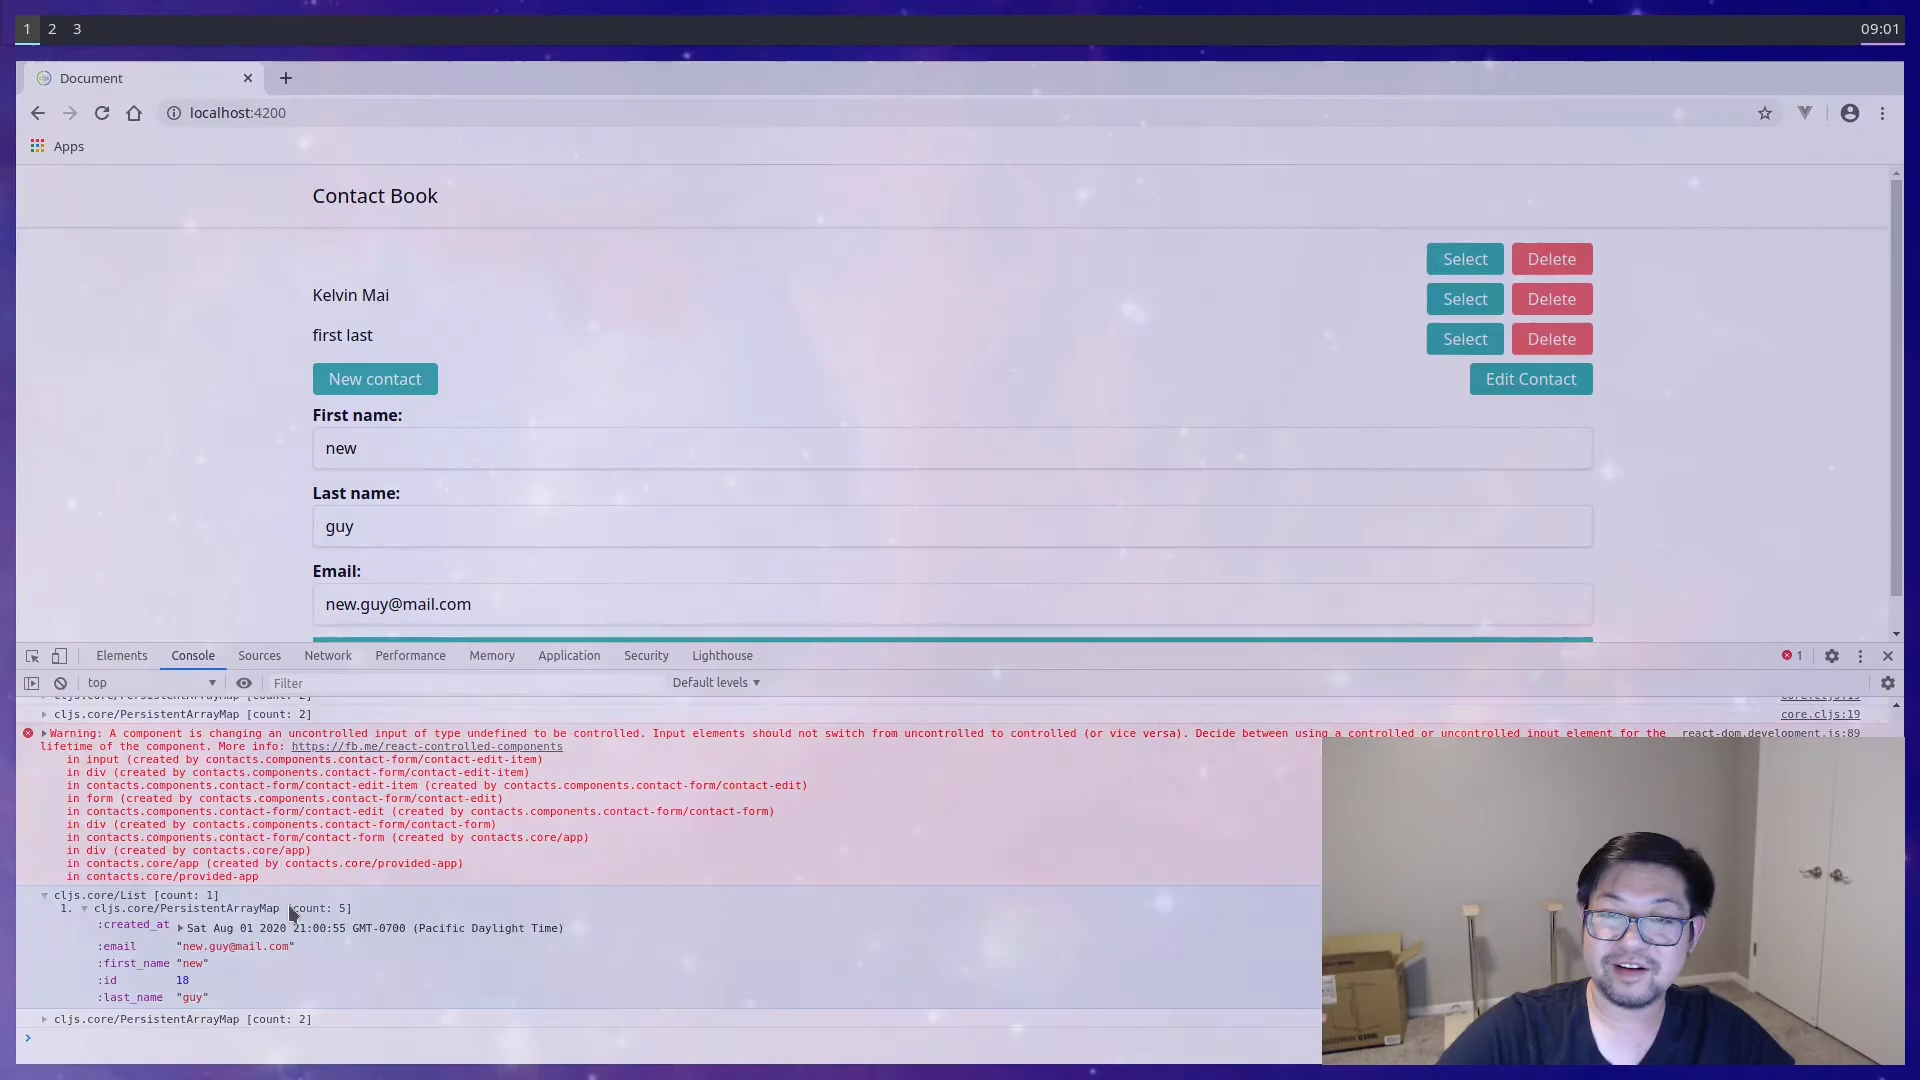 1 2 3 09:01
Document
localhost:4200
Apps
Contact Book
Select Delete
Kelvin Mai Select Delete
first last Select Delete
New contact Edit Contact
First name:
new
Last name:
guy
Email:
new.guy@mail.com
Elements Console Sources Network Performance Memory Application Security Lighthouse 1
top Filter Default levels
cljs.core/PersistentArrayMap [count: 2] core.cljs:19
cljs.core/PersistentArrayMap [count: 2] core.cljs:19
Warning: A component is changing an uncontrolled input of type undefined to be controlled. Input elements should not switch from uncontrolled to controlled (or vice versa). Decide between using a controlled or uncontrolled input element for the react-dom.development.js:89
lifetime of the component. More info: https://fb.me/react-controlled-components
in input (created by contacts.components.contact-form/contact-edit-item)
in div (created by contacts.components.contact-form/contact-edit-item)
in contacts.components.contact-form/contact-edit-item (created by contacts.components.contact-form/contact-edit)
in form (created by contacts.components.contact-form/contact-edit)
in contacts.components.contact-form/contact-edit (created by contacts.components.contact-form/contact-form)
in div (created by contacts.components.contact-form/contact-form)
in contacts.components.contact-form/contact-form (created by contacts.core/app)
in div (created by contacts.core/app)
in contacts.core/app (created by contacts.core/provided-app)
in contacts.core/provided-app
cljs.core/List [count: 1]
1. cljs.core/PersistentArrayMap [count: 5]
:created_at Sat Aug 01 2020 21:00:55 GMT-0700 (Pacific Daylight Time)
:email "new.guy@mail.com"
:first_name "new"
:id 18
:last_name "guy"
cljs.core/PersistentArrayMap [count: 2]